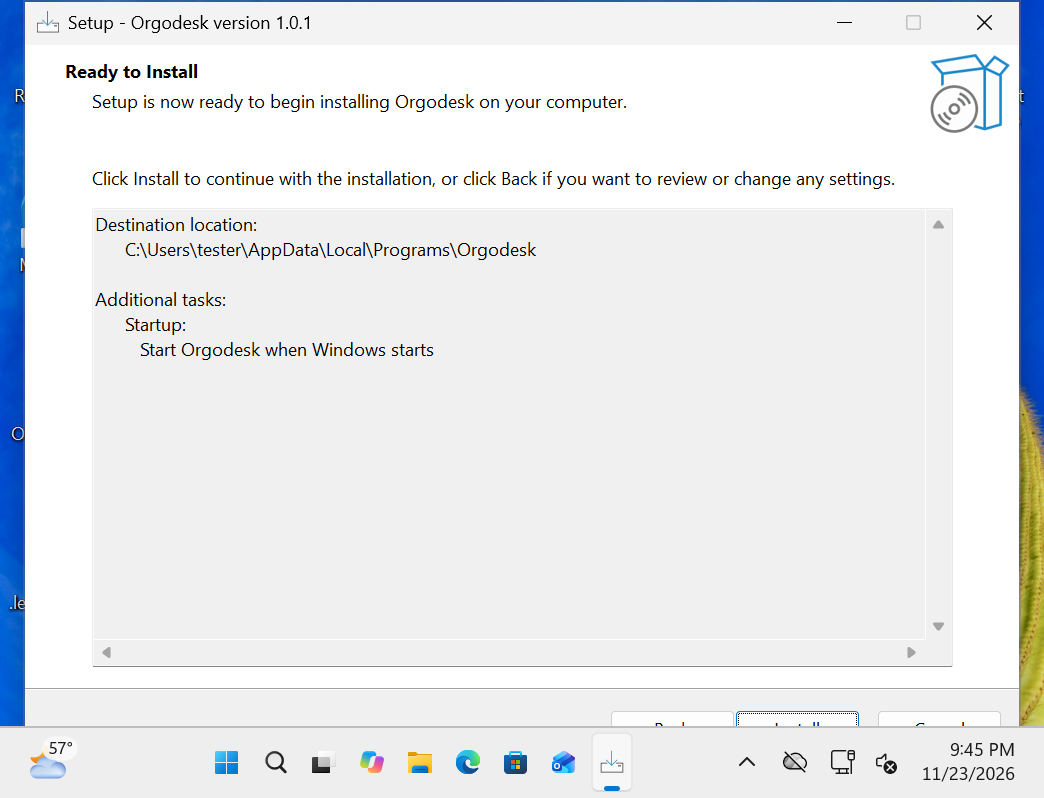 Setup - Orgodesk version 1.0.1
Ready to Install
Setup is now ready to begin installing Orgodesk on your computer.
Click Install to continue with the installation, or click Back if you want to review or change any settings.
Destination location:
C:\Users\tester\AppData\Local\Programs\Orgodesk
Additional tasks:
Startup:
Start Orgodesk when Windows starts
57°
9:45 PM
11/23/2026